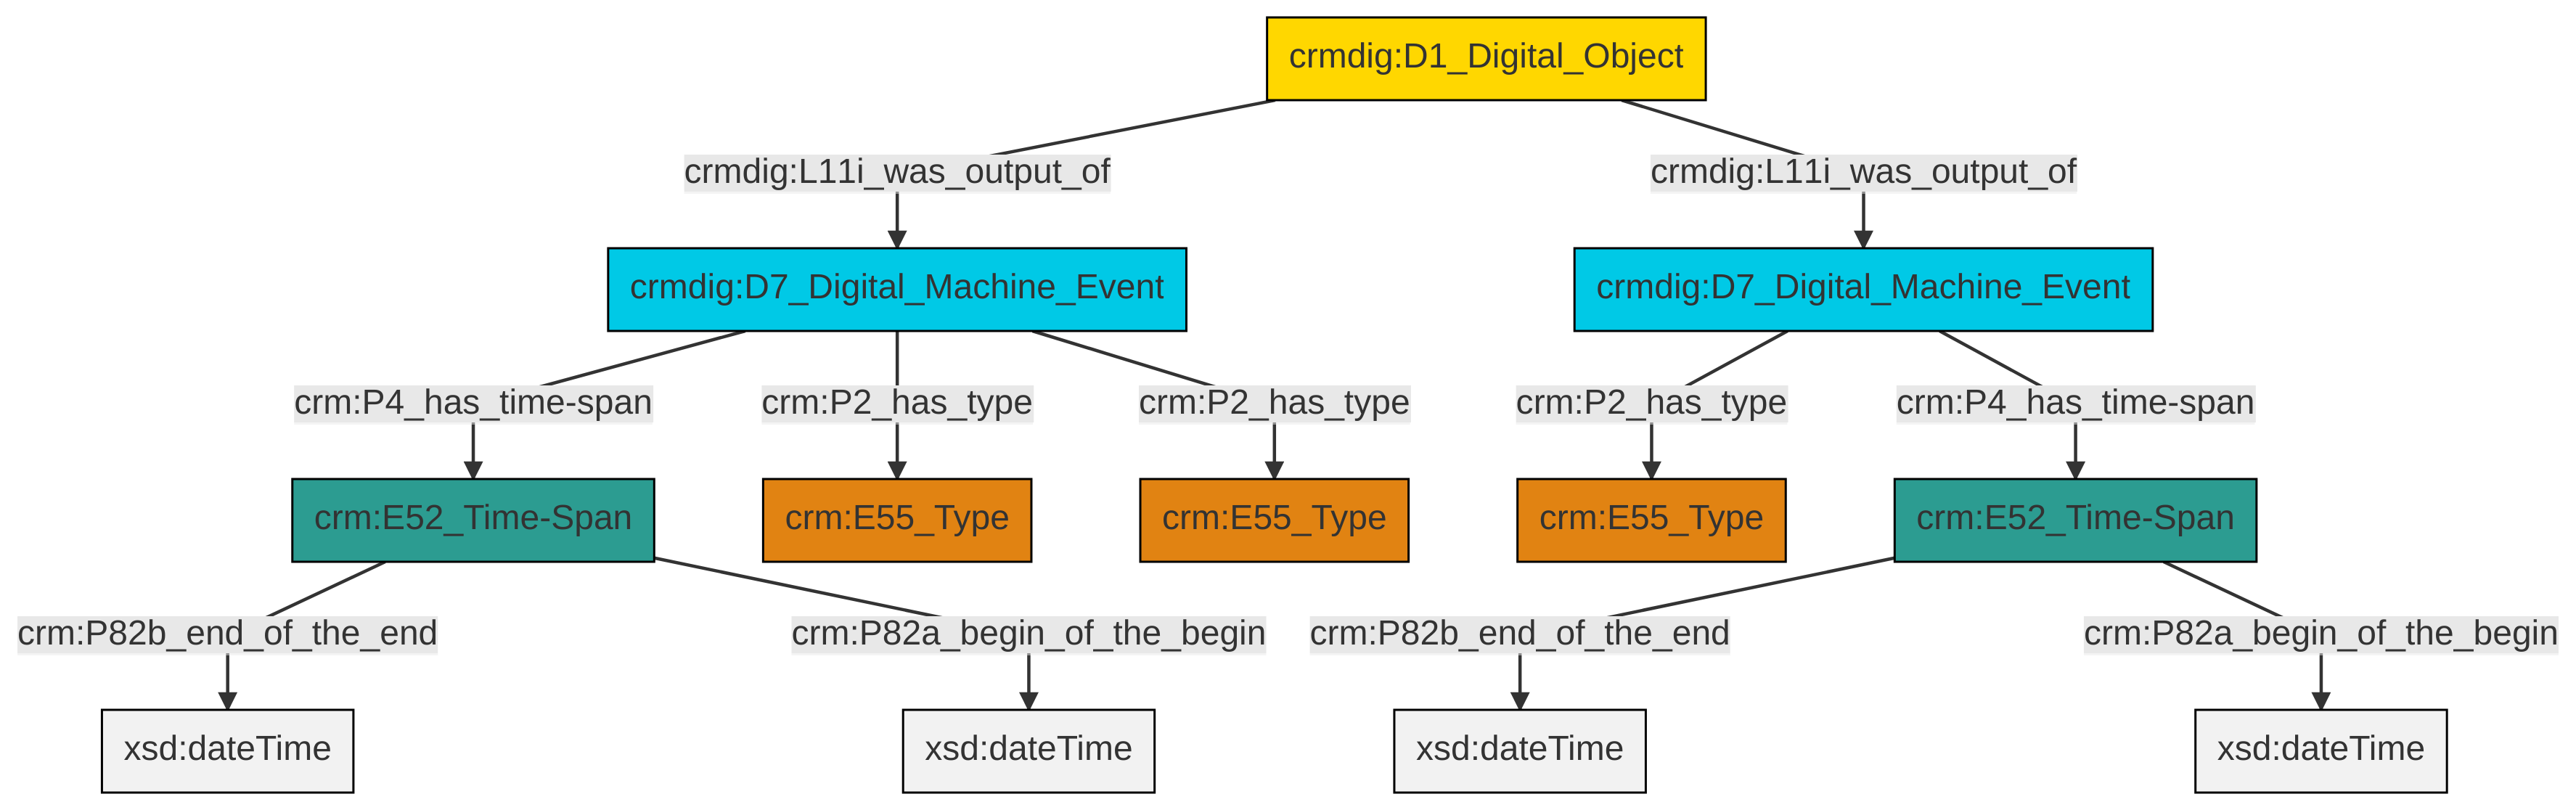 crmdig:D1_Digital_Object
crmdig:L11i_was_output_of
crmdig:L11i_was_output_of
crmdig:D7_Digital_Machine_Event
crmdig:D7_Digital_Machine_Event
crm:P4_has_time-span
crm:P2_has_type
crm:P2_has_type
crm:P2_has_type
crm:P4_has_time-span
crm:E52_Time-Span
crm:E55_Type
crm:E55_Type
crm:E55_Type
crm:E52_Time-Span
crm:P82b_end_of_the_end
crm:P82a_begin_of_the_begin
crm:P82b_end_of_the_end
crm:P82a_begin_of_the_begin
xsd:dateTime
xsd:dateTime
xsd:dateTime
xsd:dateTime